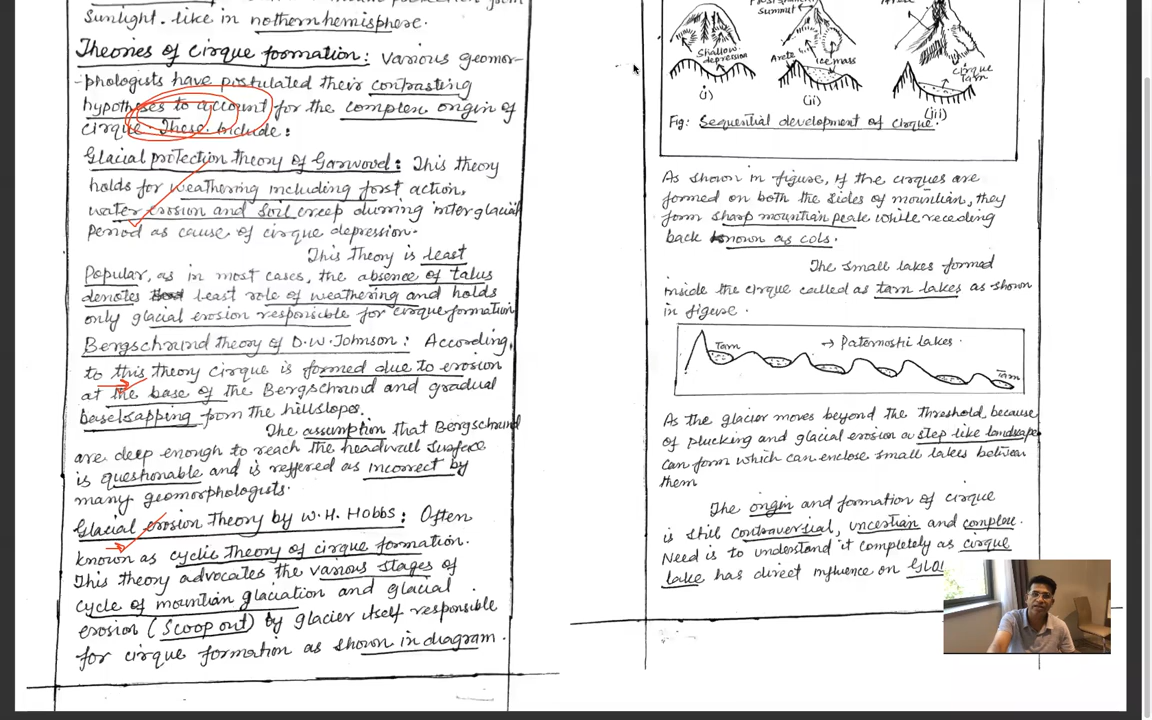 Sunlight. like in nothern hemisphere.
Theories of cirque formation: Various Geomor-
-phologists have postulated their contrasting
hypotheses to account for the complex origin of
cirque. These include:
Glacial protection theory of Garwood: This theory
holds for weathering including forst action,
water erosion and soil creep durring interglacial
Period as cause of cirque depression.
This theory is least
Popular, as in most cases, the absence of talus
denotes least role of weathering and holds
only glacial erosion responsible for cirque formation
Bergschrund theory of D.W. Johnson: According,
to this theory cirque is formed due to erosion
at the base of the Bergschrund and gradual
basel sapping from the hillslopes.
The assumption that Bergschrund
are deep enough to reach the headwall surface
is questionable and is reffered as incorrect by
many geomorphologists.
Glacial erosion Theory by W.H. Hobbs: Often
known as cyclic theory of cirque formation.
This theory advocates the various stages of
cycle of mountian glaciation and glacial
erosion (Scoop out) by glacier itself responsible
for cirque formation as shown in diagram.
Summit
Shallow
depression
Arete
Ice mass
Cirque
Tarn
(i)
(ii)
(iii)
Fig: Sequential development of cirque.
As shown in figure, If the cirques are
formed on both the sides of mountian, they
form sharp mountian peak while receding
back known as cols.
The small lakes formed
inside the cirque called as tarn lakes as shown
in figure.
Tarn
→ Paternoshi lakes.
Tarn
As the glacier moves beyond the threshold, because
of plucking and glacial erosion a step like landscape
can form which can enclose small lakes between
them
The origin and formation of cirque
is still contraversial, uncertian and complex.
Need is to understand it completely as cirque
lake has direct influence on